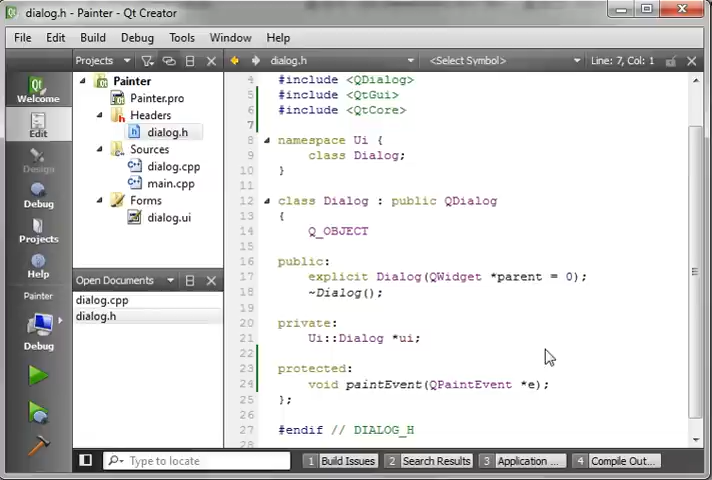 dialog.h - Painter - Qt Creator
File Edit Build Debug Tools Window Help
Projects dialog.h <Select Symbol> Line: 7, Col: 1
Welcome
Edit
Design
Debug
Projects
Help
Painter
Debug
Painter
Painter.pro
Headers
dialog.h
Sources
dialog.cpp
main.cpp
Forms
dialog.ui
Open Documents
dialog.cpp
dialog.h
4 #include <QDialog>
5 #include <QtGui>
6 #include <QtCore>
7
8 namespace Ui {
9 class Dialog;
10 }
11
12 class Dialog : public QDialog
13 {
14 Q_OBJECT
15
16 public:
17 explicit Dialog(QWidget *parent = 0);
18 ~Dialog();
19
20 private:
21 Ui::Dialog *ui;
22
23 protected:
24 void paintEvent(QPaintEvent *e);
25 };
26
27 #endif // DIALOG_H
28
Type to locate 1 Build Issues 2 Search Results 3 Application ... 4 Compile Out...